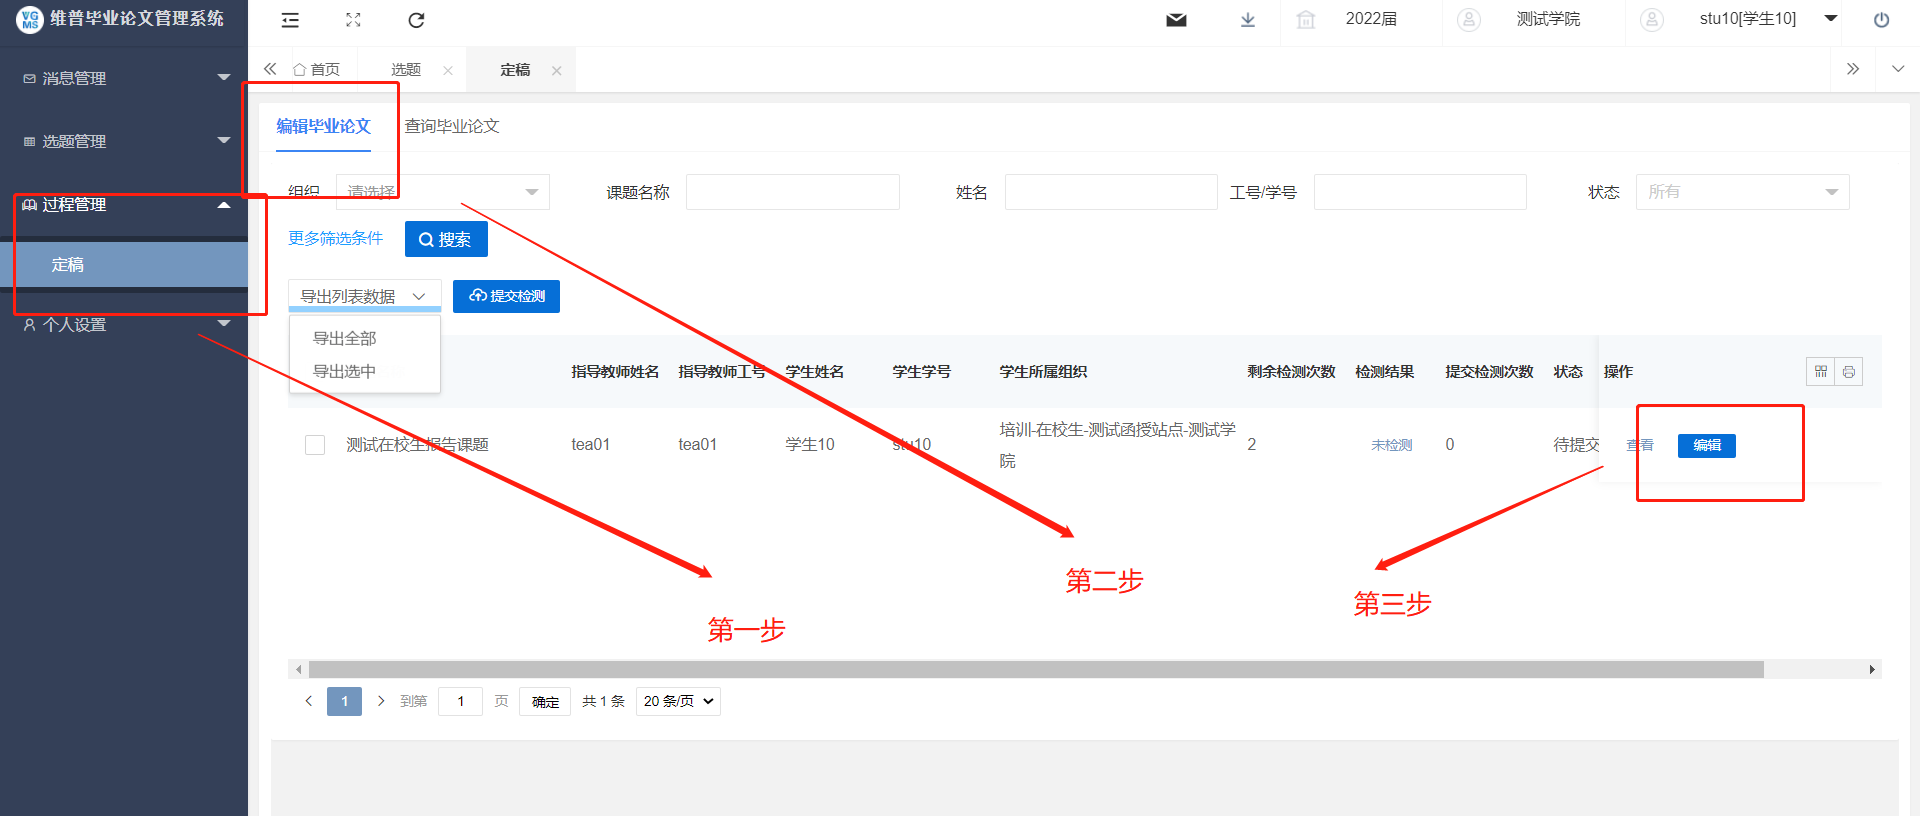 VG MS 维普毕业论文管理系统
2022届
测试学院
stu10[学生10]
消息管理
选题管理
过程管理
定稿
个人设置
首页
选题
定稿
编辑毕业论文
查询毕业论文
组织
请选择
课题名称
姓名
工号/学号
状态
所有
更多筛选条件
搜索
导出列表数据
提交检测
导出全部
导出选中
指导教师姓名
指导教师工号
学生姓名
学生学号
学生所属组织
剩余检测次数
检测结果
提交检测次数
状态
操作
测试在校生报告课题
tea01
tea01
学生10
stu10
培训-在校生-测试函授站点-测试学
院
2
未检测
0
待提交
查看
编辑
第一步
第二步
第三步
1
到第
1
页
确定
共 1 条
20 条/页